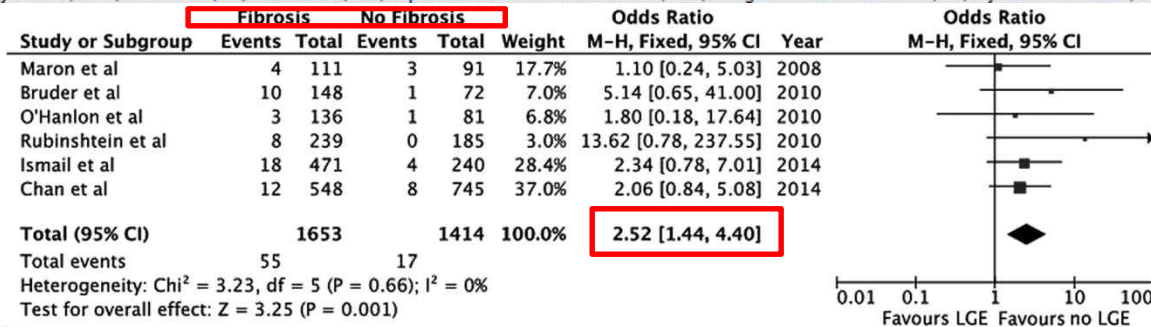 Fibrosis No Fibrosis Odds Ratio Odds Ratio
Study or Subgroup Events Total Events Total Weight M-H, Fixed, 95% CI Year M-H, Fixed, 95% CI
Maron et al 4 111 3 91 17.7% 1.10 [0.24, 5.03] 2008
Bruder et al 10 148 1 72 7.0% 5.14 [0.65, 41.00] 2010
O'Hanlon et al 3 136 1 81 6.8% 1.80 [0.18, 17.64] 2010
Rubinshtein et al 8 239 0 185 3.0% 13.62 [0.78, 237.55] 2010
Ismail et al 18 471 4 240 28.4% 2.34 [0.78, 7.01] 2014
Chan et al 12 548 8 745 37.0% 2.06 [0.84, 5.08] 2014
Total (95% CI) 1653 1414 100.0% 2.52 [1.44, 4.40]
Total events 55 17
Heterogeneity: Chi² = 3.23, df = 5 (P = 0.66); I² = 0%
Test for overall effect: Z = 3.25 (P = 0.001)
0.01 0.1 1 10 100
Favours LGE Favours no LGE